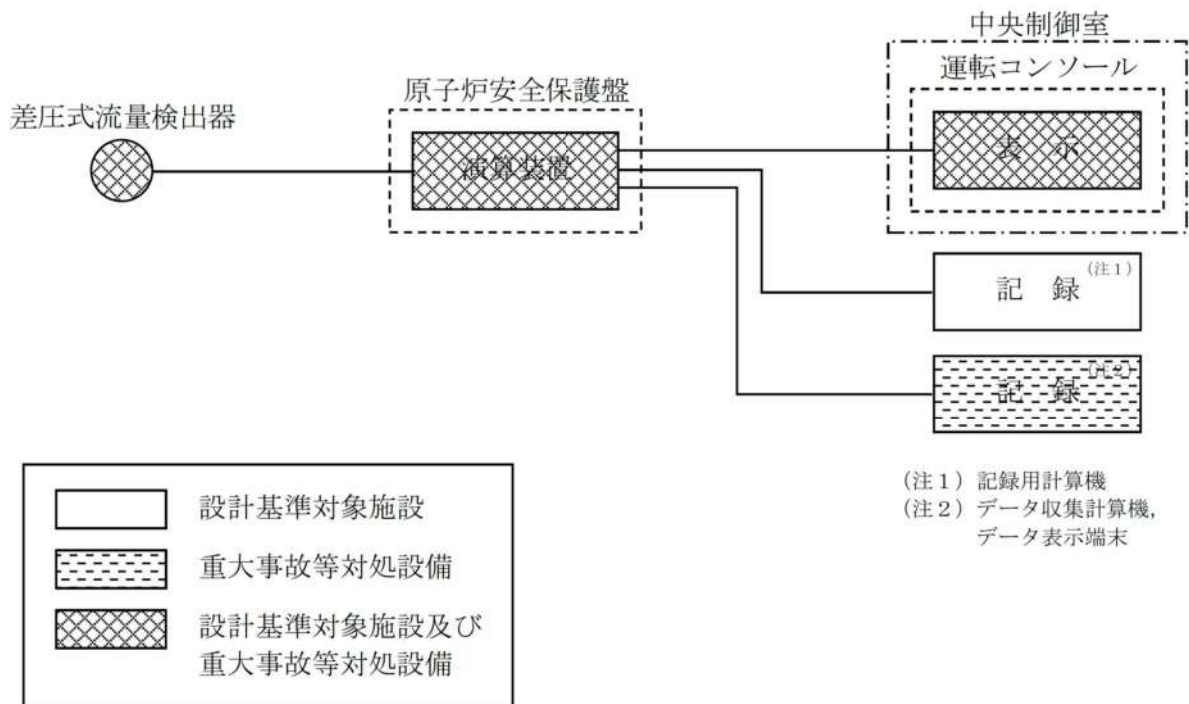 中央制御室
運転コンソール
原子炉安全保護盤
差圧式流量検出器
演算装置
表 示
記 録 (注1)
記 録 (注2)
(注1) 記録用計算機
(注2) データ収集計算機,
データ表示端末
設計基準対象施設
重大事故等対処設備
設計基準対象施設及び
重大事故等対処設備